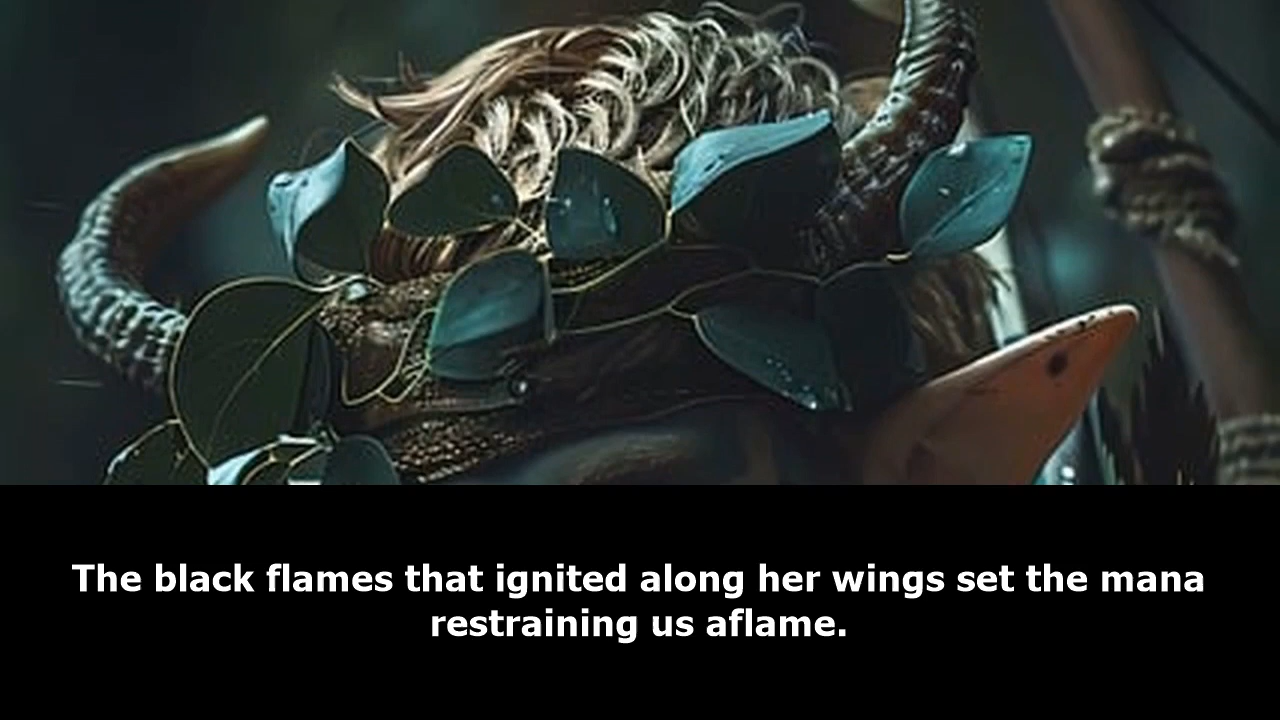 The black flames that ignited along her wings set the mana
restraining us aflame.